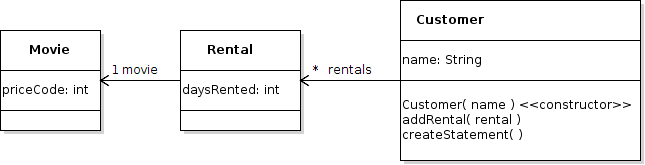 Movie
priceCode: int
1 movie
Rental
daysRented: int
* rentals
Customer
name: String
Customer( name ) <<constructor>>
addRental( rental )
createStatement( )